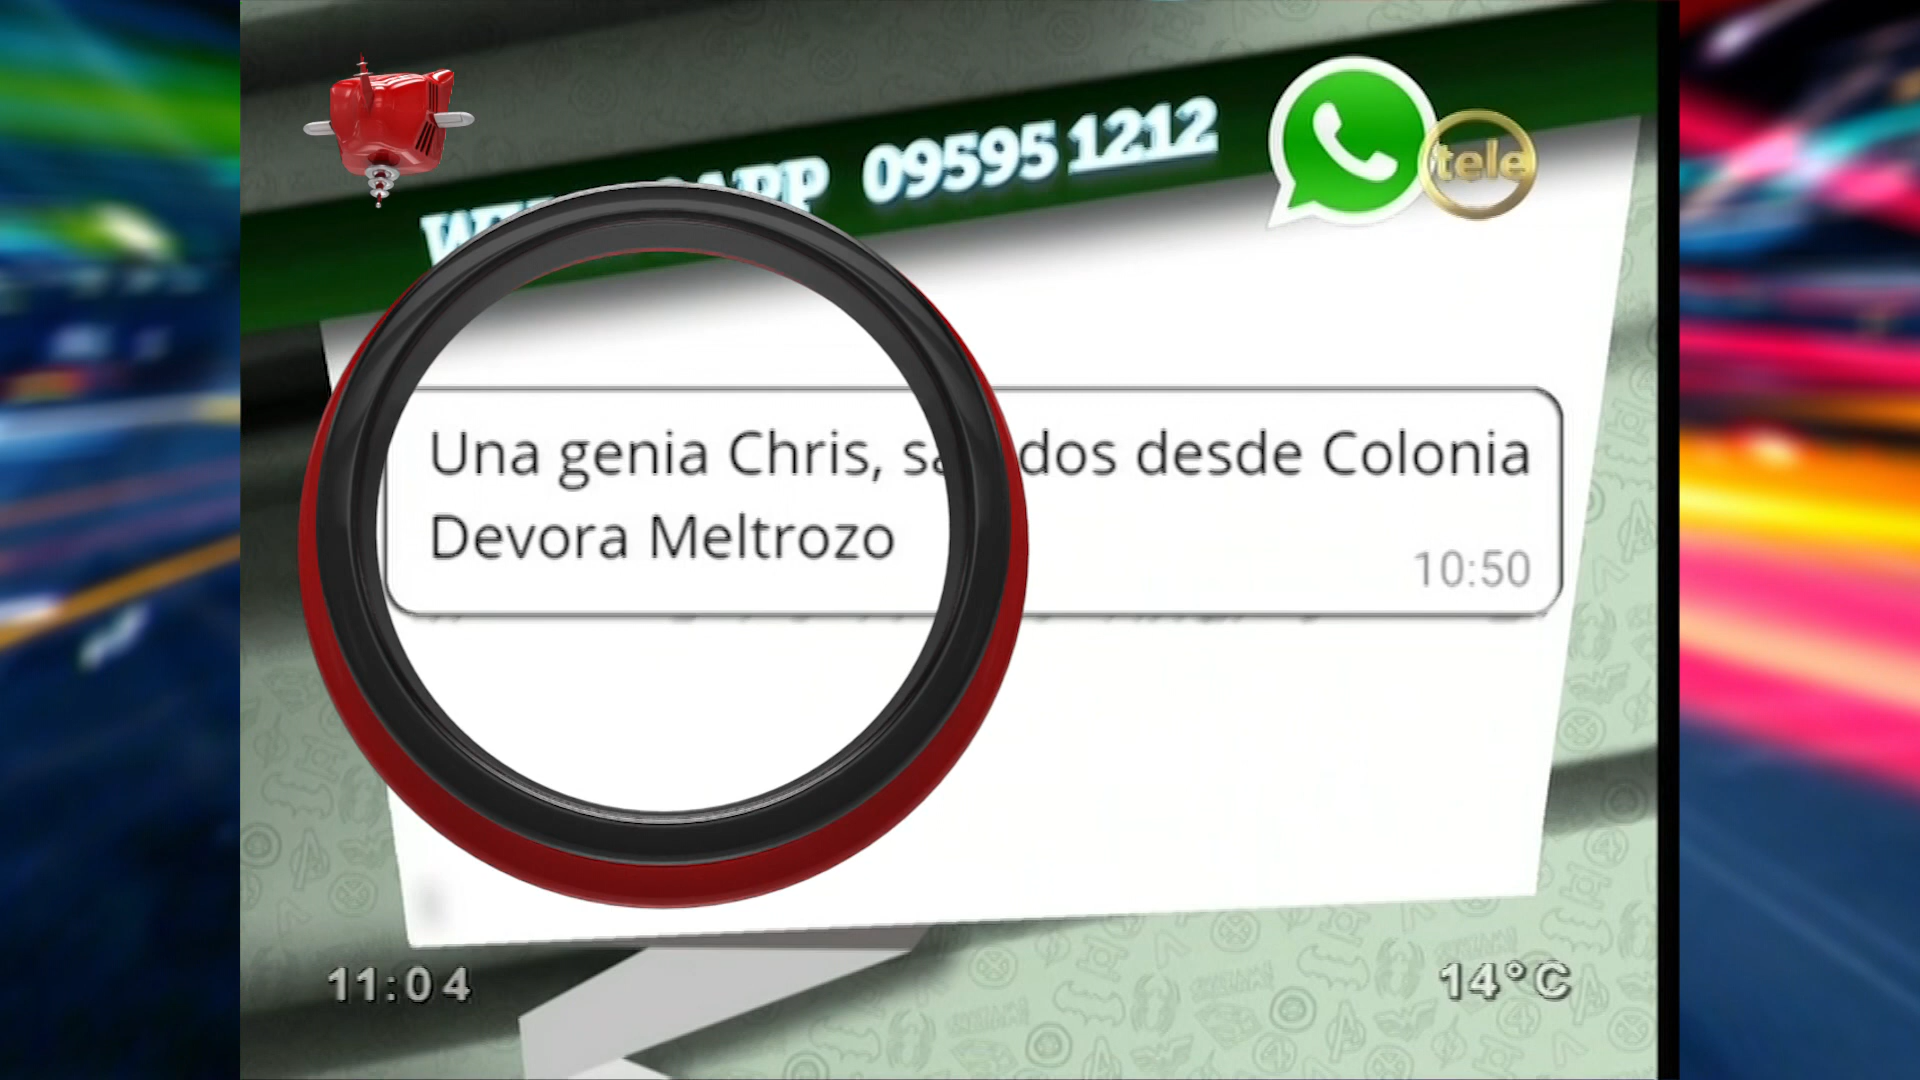 09595 1212
tele
Una genia Chris, dos desde Colonia
Devora Meltrozo
10:50
11:04
14°C